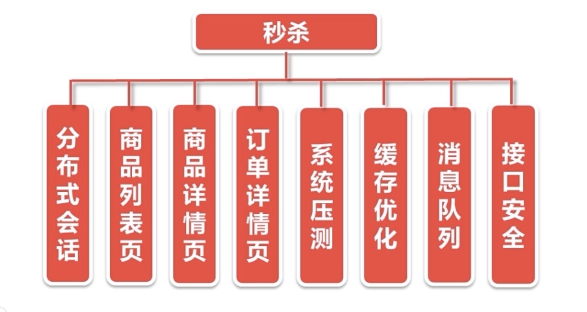 秒杀
分布式会话
商品列表页
商品详情页
订单详情页
系统压测
缓存优化
消息队列
接口安全